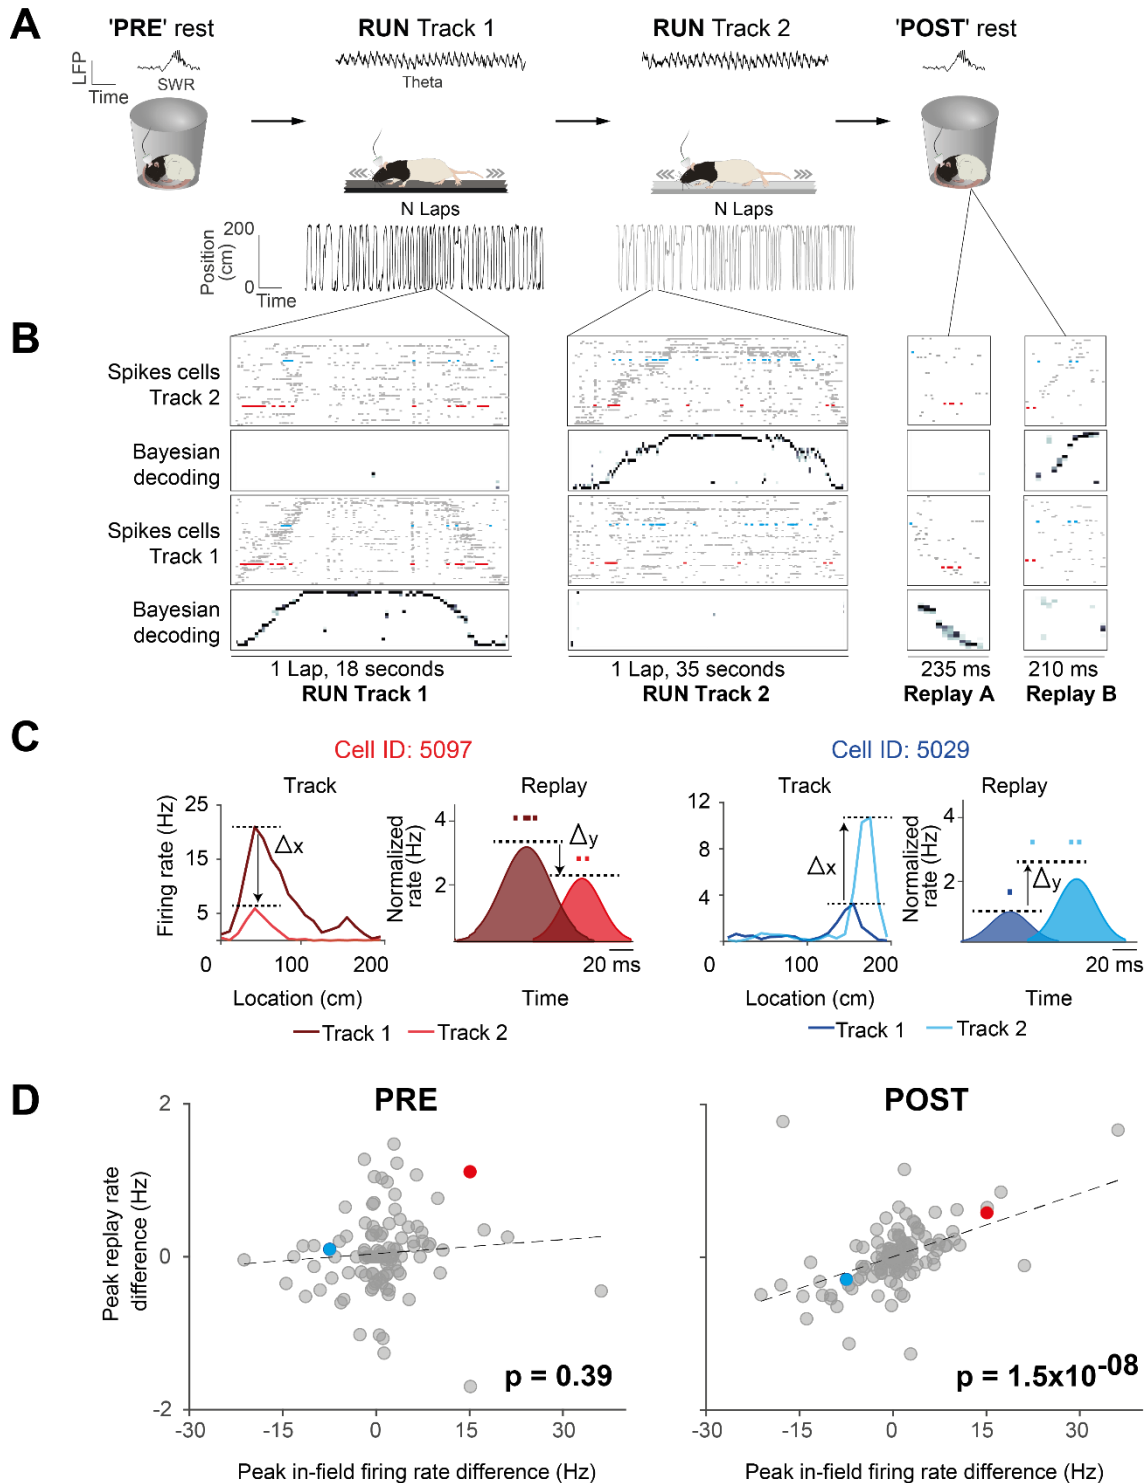 A
'PRE' rest
RUN Track 1
RUN Track 2
'POST' rest
LFP
Time
SWR
Theta
N Laps
N Laps
Position
(cm)
200
0
Time
B
Spikes cells
Track 2
Bayesian
decoding
Spikes cells
Track 1
Bayesian
decoding
1 Lap, 18 seconds
RUN Track 1
1 Lap, 35 seconds
RUN Track 2
235 ms
Replay A
210 ms
Replay B
C
Cell ID: 5097
Cell ID: 5029
Track
Replay
Track
Replay
Firing rate (Hz)
25
15
5
Δx
0
100
200
Location (cm)
Normalized
rate (Hz)
4
2
Δy
20 ms
Time
Track 1
Track 2
12
8
4
0
Δx
0
100
200
Location (cm)
Normalized
rate (Hz)
4
2
Δy
20 ms
Time
Track 1
Track 2
D
PRE
POST
Peak replay rate
difference (Hz)
2
0
-2
-30
-15
0
15
30
p = 0.39
Peak in-field firing rate difference (Hz)
-30
-15
0
15
30
p = 1.5x10-08
Peak in-field firing rate difference (Hz)